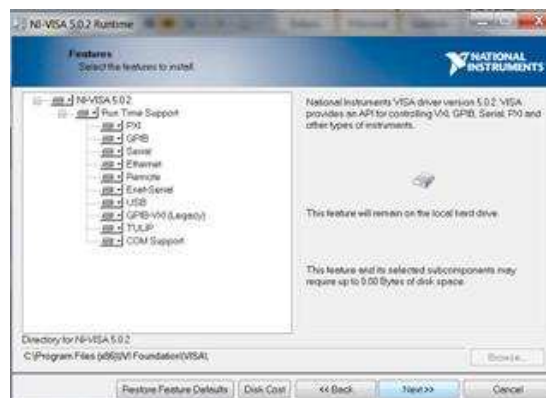 NI-VISA 5.0.2 Runtime
Features
Select the features to install.
NATIONAL
INSTRUMENTS
NI-VISA 5.0.2
Run Time Support
PXI
GPIB
Serial
Ethernet
Remote
Enet-Serial
USB
GPIB-VXI (Legacy)
TULIP
COM Support
National Instruments VISA driver version 5.0.2. VISA
provides an API for controlling VXI, GPIB, Serial, PXI and
other types of instruments.
This feature will remain on the local hard drive.
This feature and its selected subcomponents may
require up to 0.00 Bytes of disk space.
Directory for NI-VISA 5.0.2
C:\Program Files (x86)\IVI Foundation\VISA\
Browse...
Restore Feature Defaults
Disk Cost
<< Back
Next >>
Cancel